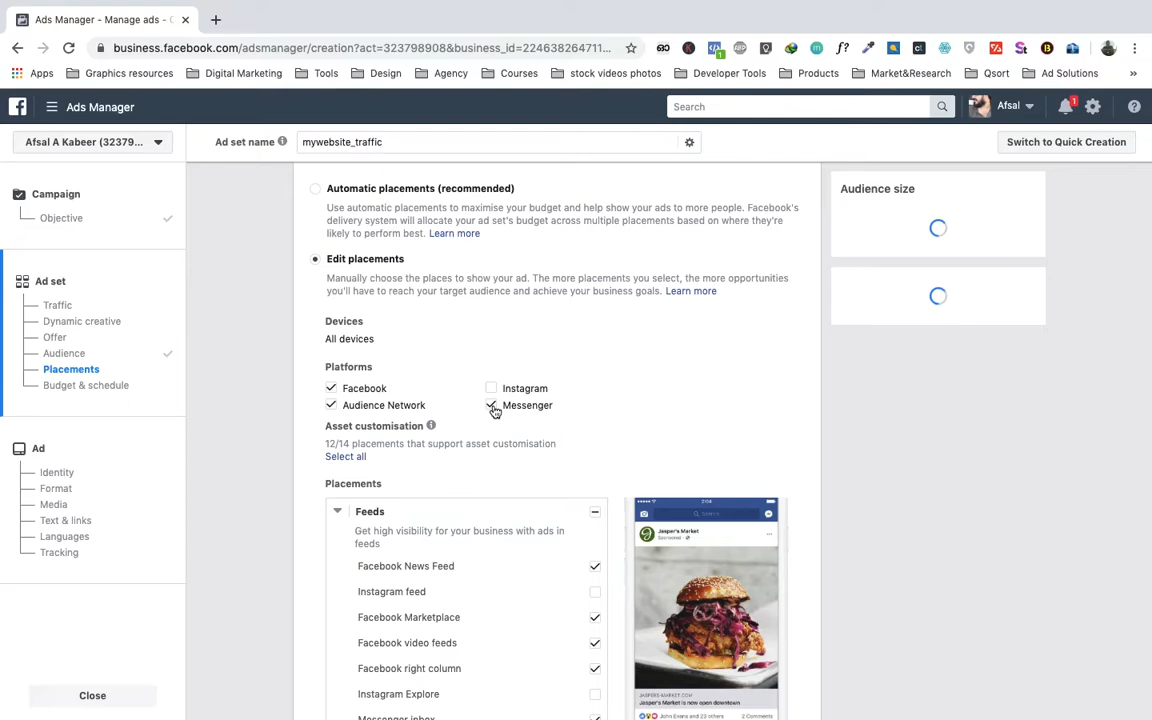 Ads Manager - Manage ads - C
business.facebook.com/adsmanager/creation?act=323798908&business_id=224638264711...
Apps
Graphics resources
Digital Marketing
Tools
Design
Agency
Courses
stock videos photos
Developer Tools
Products
Market&Research
Qsort
Ad Solutions
Ads Manager
Search
Afsal
1
Afsal A Kabeer (32379...
Ad set name
mywebsite_traffic
Switch to Quick Creation
Campaign
Objective
Ad set
Traffic
Dynamic creative
Offer
Audience
Placements
Budget & schedule
Ad
Identity
Format
Media
Text & links
Languages
Tracking
Close
Automatic placements (recommended)
Use automatic placements to maximise your budget and help show your ads to more people. Facebook's
delivery system will allocate your ad set's budget across multiple placements based on where they're
likely to perform best. Learn more
Edit placements
Manually choose the places to show your ad. The more placements you select, the more opportunities
you'll have to reach your target audience and achieve your business goals. Learn more
Devices
All devices
Platforms
Facebook
Instagram
Audience Network
Messenger
Asset customisation
12/14 placements that support asset customisation
Select all
Placements
Feeds
Get high visibility for your business with ads in
feeds
Facebook News Feed
Instagram feed
Facebook Marketplace
Facebook video feeds
Facebook right column
Instagram Explore
Messenger inbox
2:04
Search
Jasper's Market
Sponsored
JASPERS-MARKET.COM
Jasper's Market is now open downtown
John Evans and 23 others
2 Comments
Audience size